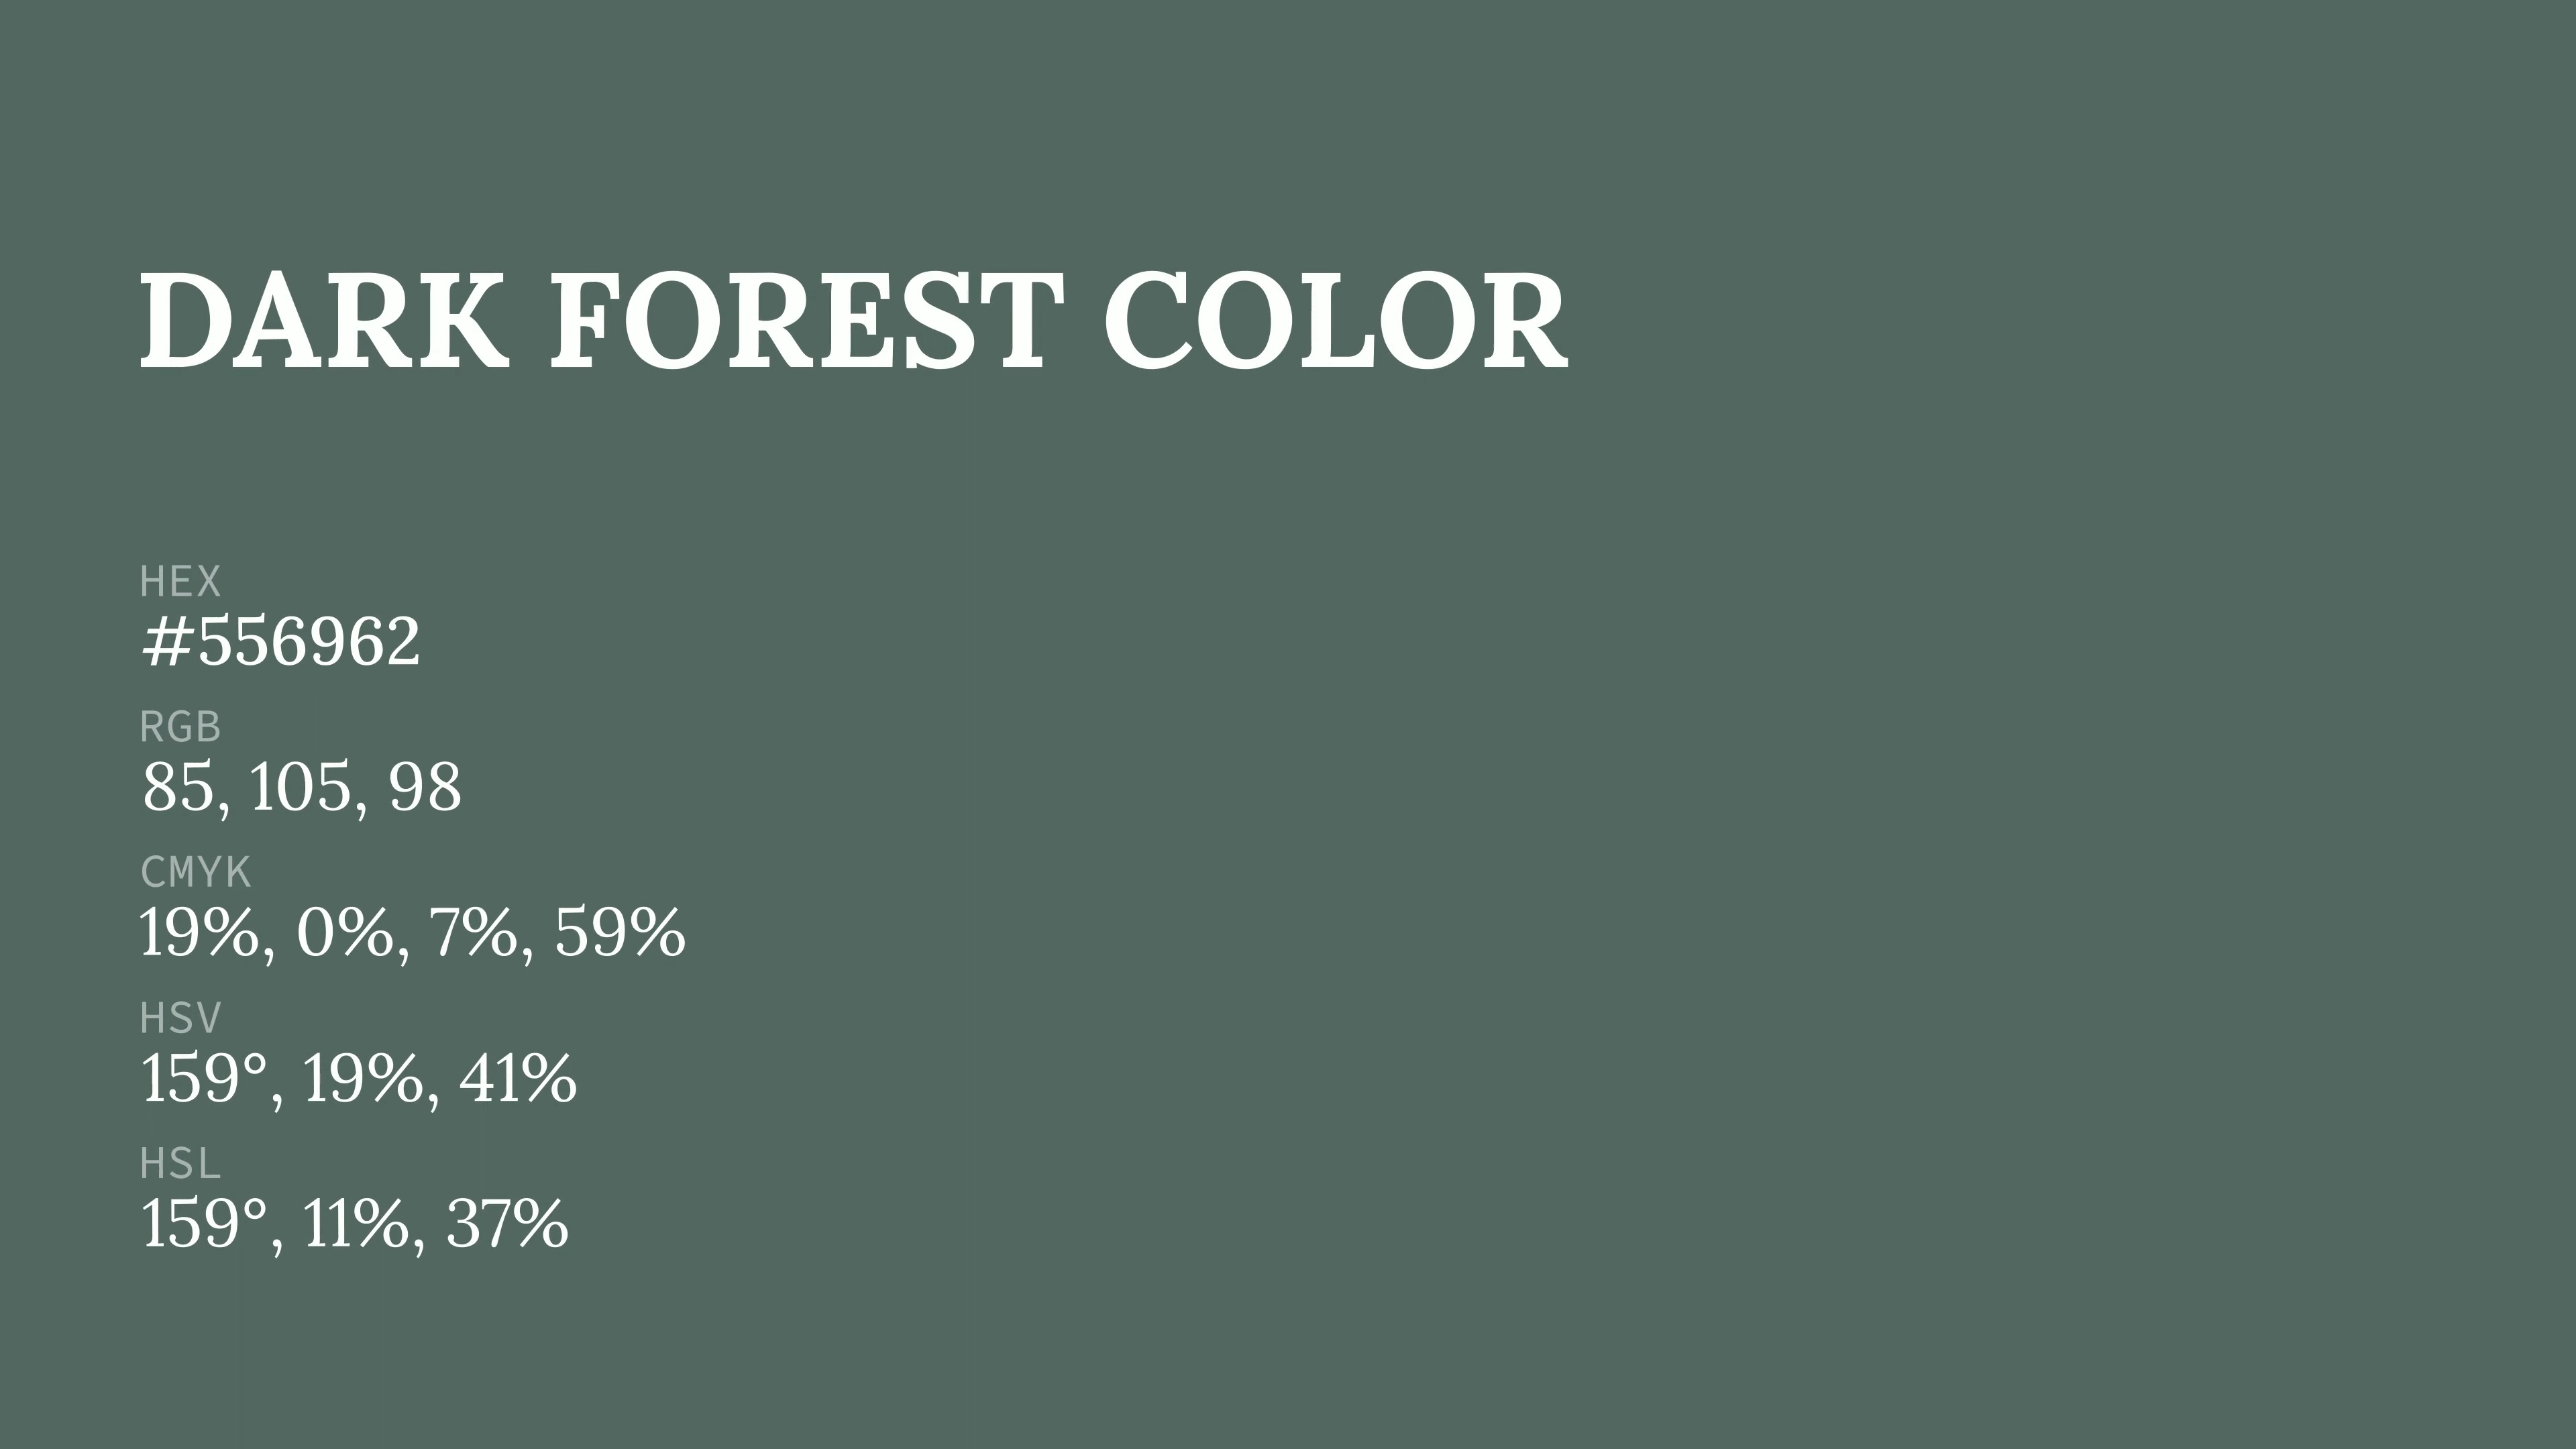 DARK FOREST COLOR
HEX
#556962
RGB
85, 105, 98
CMYK
19%, 0%, 7%, 59%
HSV
159°, 19%, 41%
HSL
159°, 11%, 37%